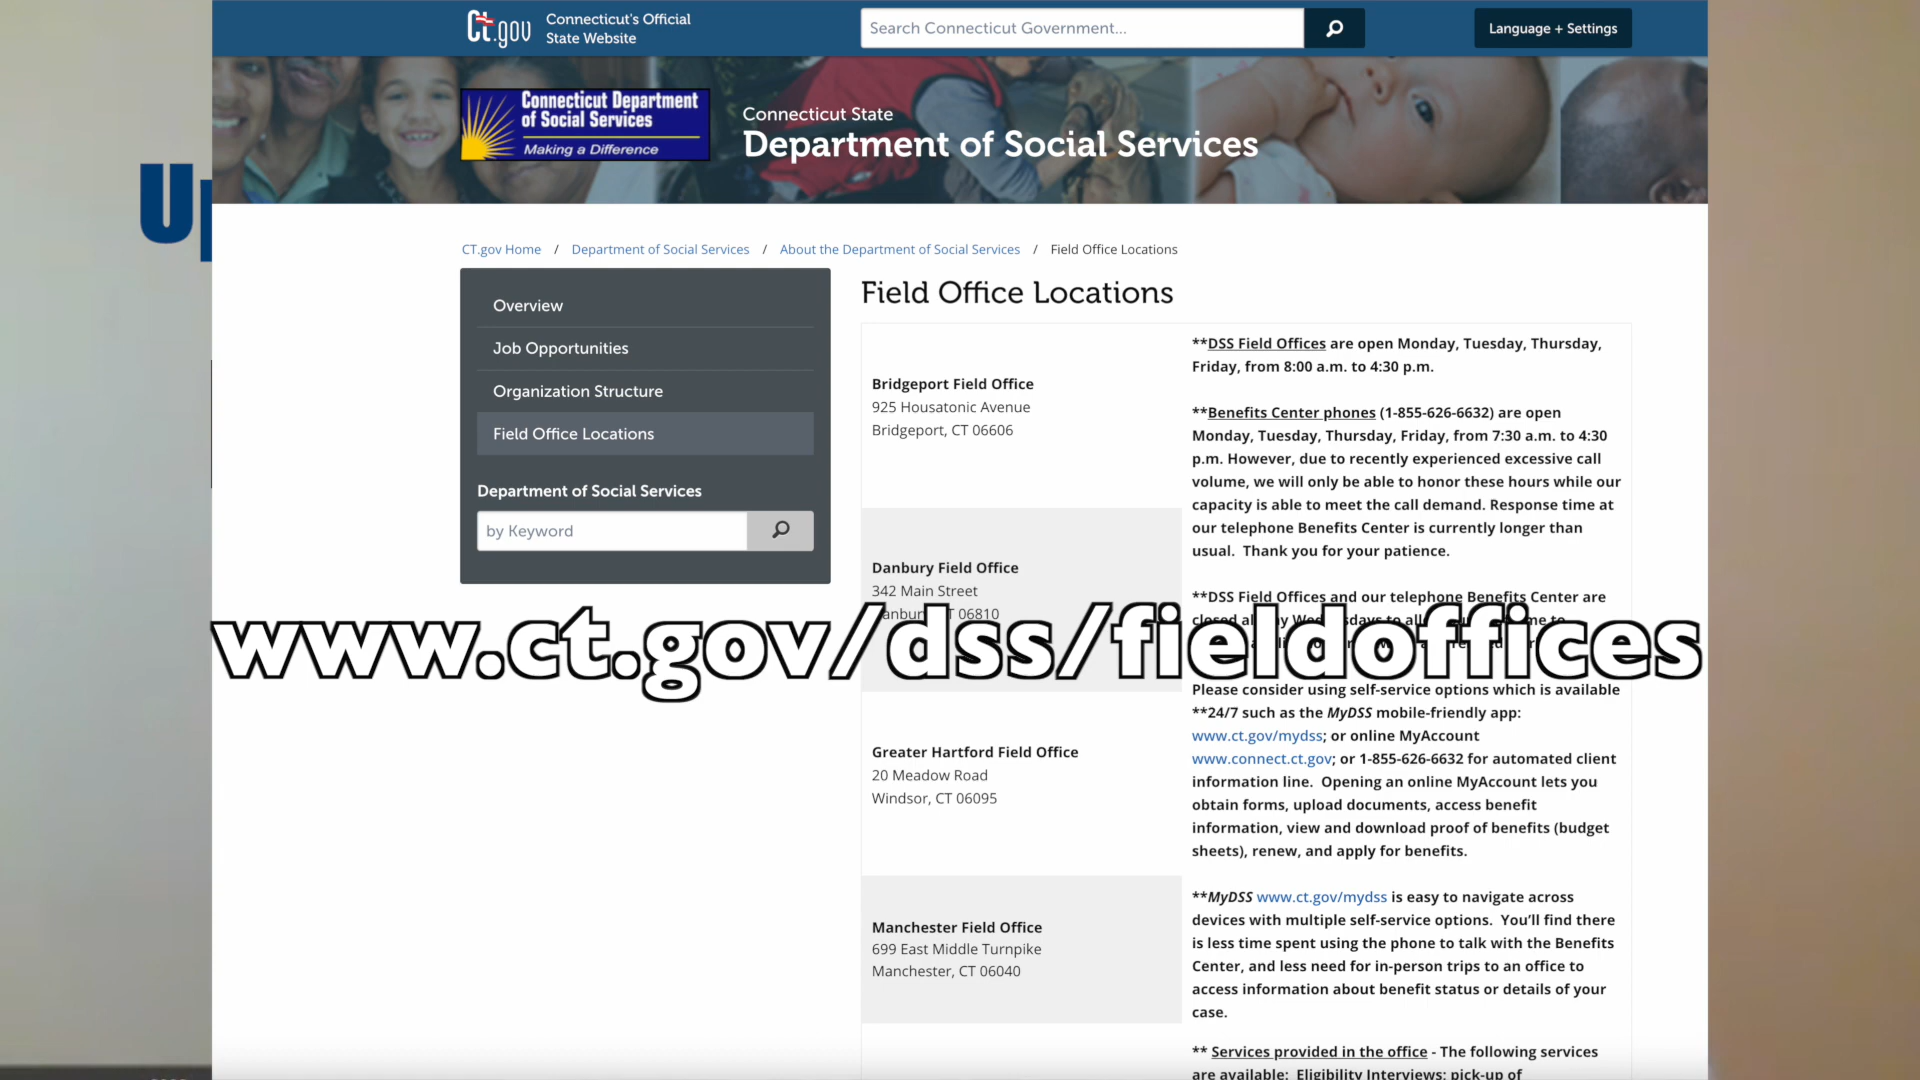 Ct.gov
Connecticut's Official
State Website
Search Connecticut Government...
Language + Settings
Connecticut Department
of Social Services
Making a Difference
Connecticut State
Department of Social Services
CT.gov Home / Department of Social Services / About the Department of Social Services / Field Office Locations
Overview
Job Opportunities
Organization Structure
Field Office Locations
Department of Social Services
by Keyword
Field Office Locations
Bridgeport Field Office
925 Housatonic Avenue
Bridgeport, CT 06606
Danbury Field Office
342 Main Street
06810
Greater Hartford Field Office
20 Meadow Road
Windsor, CT 06095
Manchester Field Office
699 East Middle Turnpike
Manchester, CT 06040
**DSS Field Offices are open Monday, Tuesday, Thursday,
Friday, from 8:00 a.m. to 4:30 p.m.
**Benefits Center phones (1-855-626-6632) are open
Monday, Tuesday, Thursday, Friday, from 7:30 a.m. to 4:30
p.m. However, due to recently experienced excessive call
volume, we will only be able to honor these hours while our
capacity is able to meet the call demand. Response time at
our telephone Benefits Center is currently longer than
usual. Thank you for your patience.
**DSS Field Offices and our telephone Benefits Center are
www.ct.gov/dss/fieldoffices
Please consider using self-service options which is available
**24/7 such as the MyDSS mobile-friendly app:
www.ct.gov/mydss; or online MyAccount
www.connect.ct.gov; or 1-855-626-6632 for automated client
information line. Opening an online MyAccount lets you
obtain forms, upload documents, access benefit
information, view and download proof of benefits (budget
sheets), renew, and apply for benefits.
**MyDSS www.ct.gov/mydss is easy to navigate across
devices with multiple self-service options. You'll find there
is less time spent using the phone to talk with the Benefits
Center, and less need for in-person trips to an office to
access information about benefit status or details of your
case.
** Services provided in the office - The following services
are available: Eligibility Interviews; pick-up of